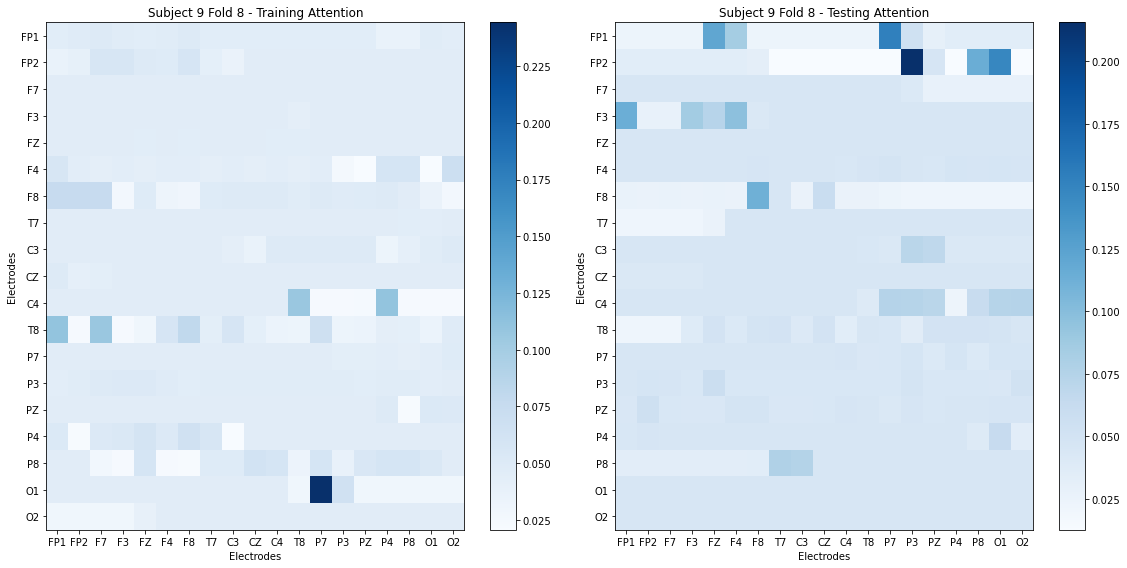 Subject 9 Fold 8 - Training Attention
FP1
FP2
F7
F3
FZ
F4
F8
T7
C3
CZ
C4
T8
P7
P3
PZ
P4
P8
O1
O2
Electrodes
FP1 FP2 F7 F3 FZ F4 F8 T7 C3 CZ C4 T8 P7 P3 PZ P4 P8 O1 O2
Electrodes
0.225
0.200
0.175
0.150
0.125
0.100
0.075
0.050
0.025
Subject 9 Fold 8 - Testing Attention
FP1
FP2
F7
F3
FZ
F4
F8
T7
C3
CZ
C4
T8
P7
P3
PZ
P4
P8
O1
O2
Electrodes
FP1 FP2 F7 F3 FZ F4 F8 T7 C3 CZ C4 T8 P7 P3 PZ P4 P8 O1 O2
Electrodes
0.200
0.175
0.150
0.125
0.100
0.075
0.050
0.025